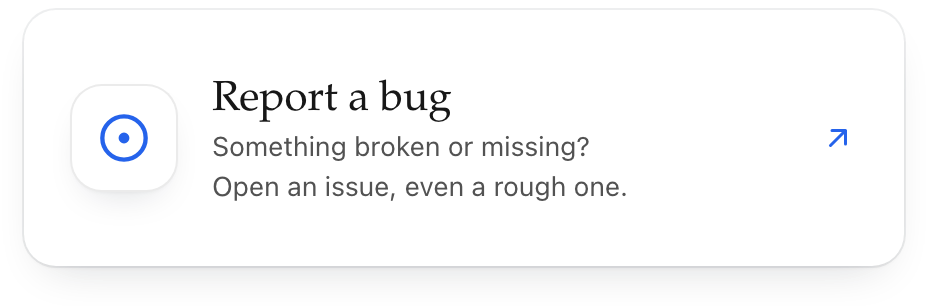 Report a bug
Something broken or missing?
Open an issue, even a rough one.